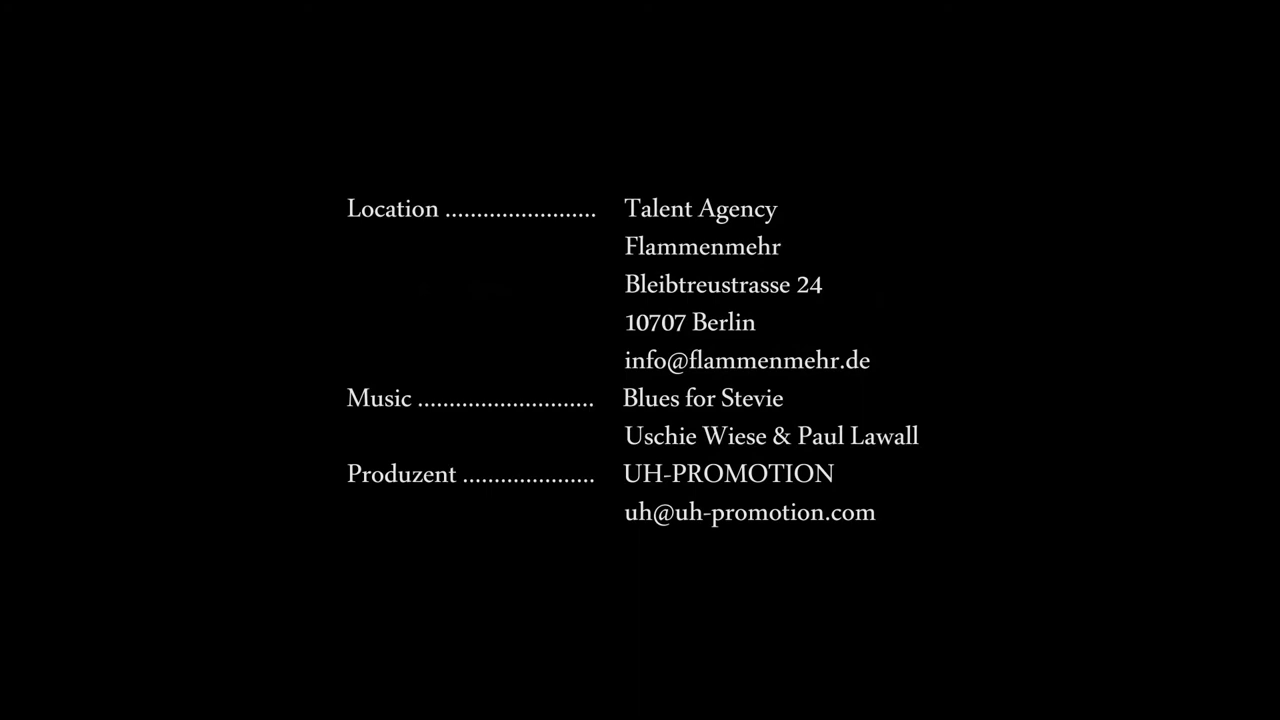 Location ........................ Talent Agency
Flammenmehr
Bleibtreustrasse 24
10707 Berlin
info@flammenmehr.de
Music ............................ Blues for Stevie
Uschie Wiese & Paul Lawall
Produzent ..................... UH-PROMOTION
uh@uh-promotion.com